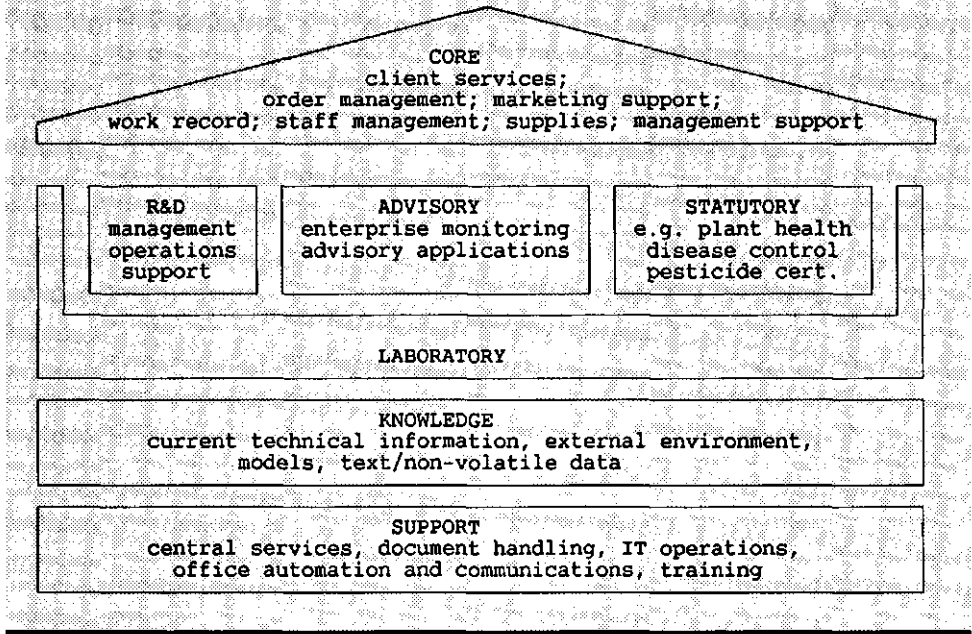 CORE
client services;
order management; marketing support;
work record; staff management; supplies; management support
R&D
management
operations
support
ADVISORY
enterprise monitoring
advisory applications
STATUTORY
e.g. plant health
disease control
pesticide cert.
LABORATORY
KNOWLEDGE
current technical information, external environment,
models, text/non-volatile data
SUPPORT
central services, document handling, IT operations,
office automation and communications, training